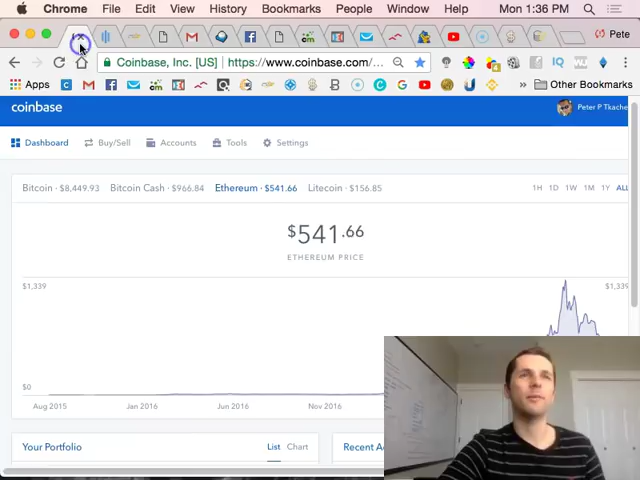 Chrome File Edit View History Bookmarks People Window Help Mon 1:36 PM
Pete
Coinbase, Inc. [US] https://www.coinbase.com/...
Apps Other Bookmarks
coinbase Peter P Tkache
Dashboard Buy/Sell Accounts Tools Settings
Bitcoin · $8,449.93 Bitcoin Cash · $966.84 Ethereum · $541.66 Litecoin · $156.85 1H 1D 1W 1M 1Y ALL
$541.66
ETHEREUM PRICE
$1,339 $1,339
$0
Aug 2015 Jan 2016 Jun 2016 Nov 2016
Your Portfolio List Chart Recent Ac